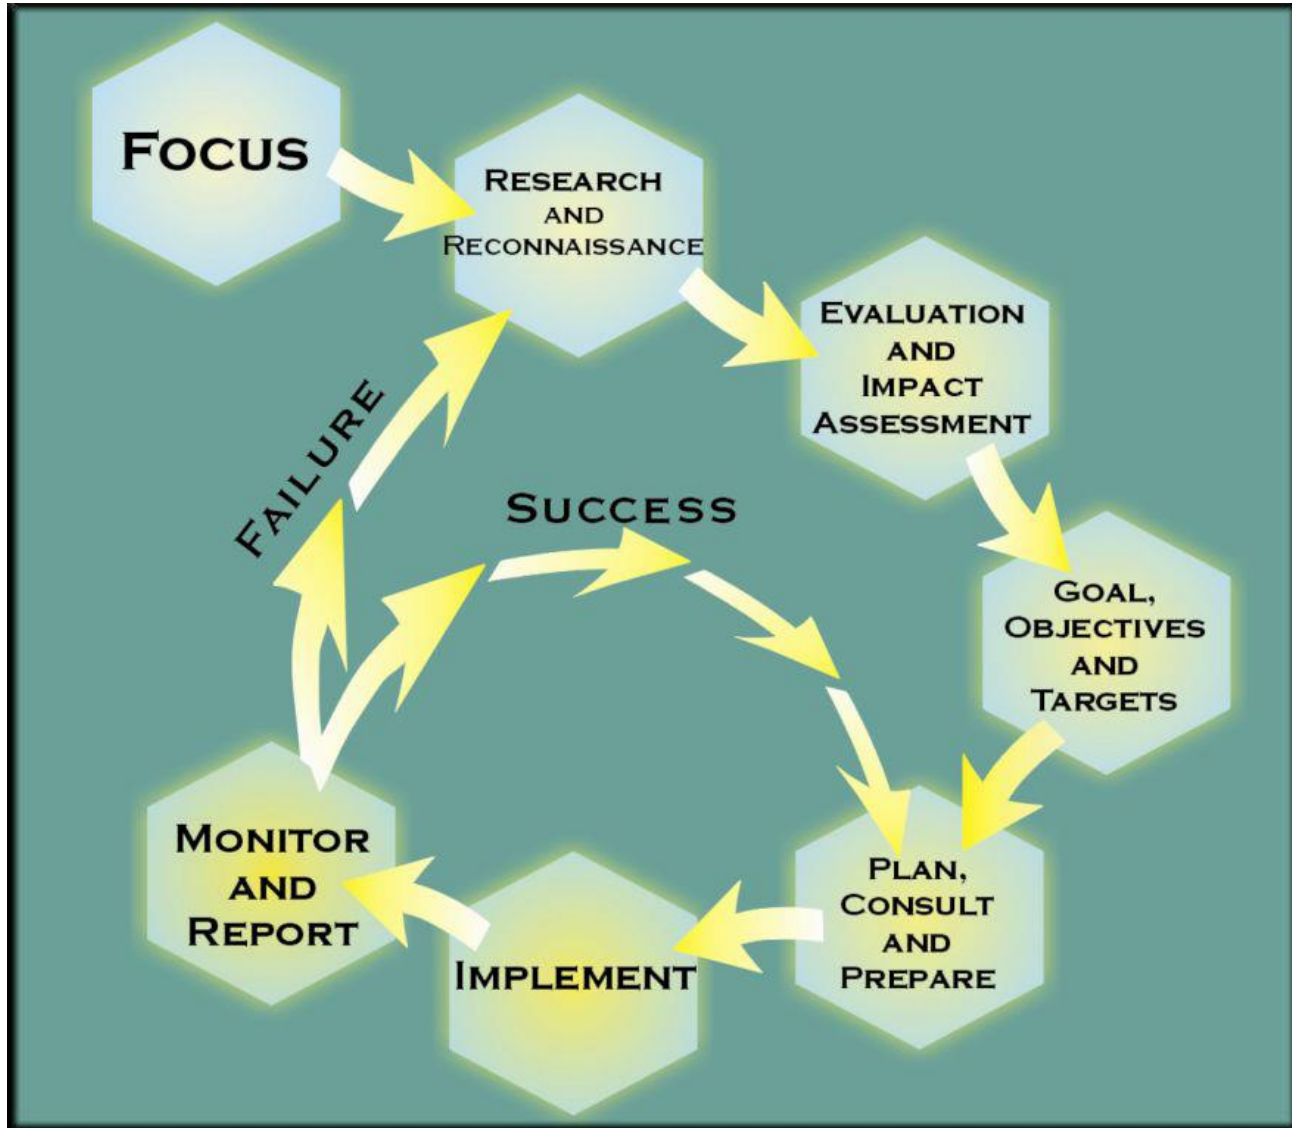 FOCUS
RESEARCH
AND
RECONNAISSANCE
EVALUATION
AND
IMPACT
ASSESSMENT
GOAL,
OBJECTIVES
AND
TARGETS
PLAN,
CONSULT
AND
PREPARE
IMPLEMENT
MONITOR
AND
REPORT
FAILURE
SUCCESS